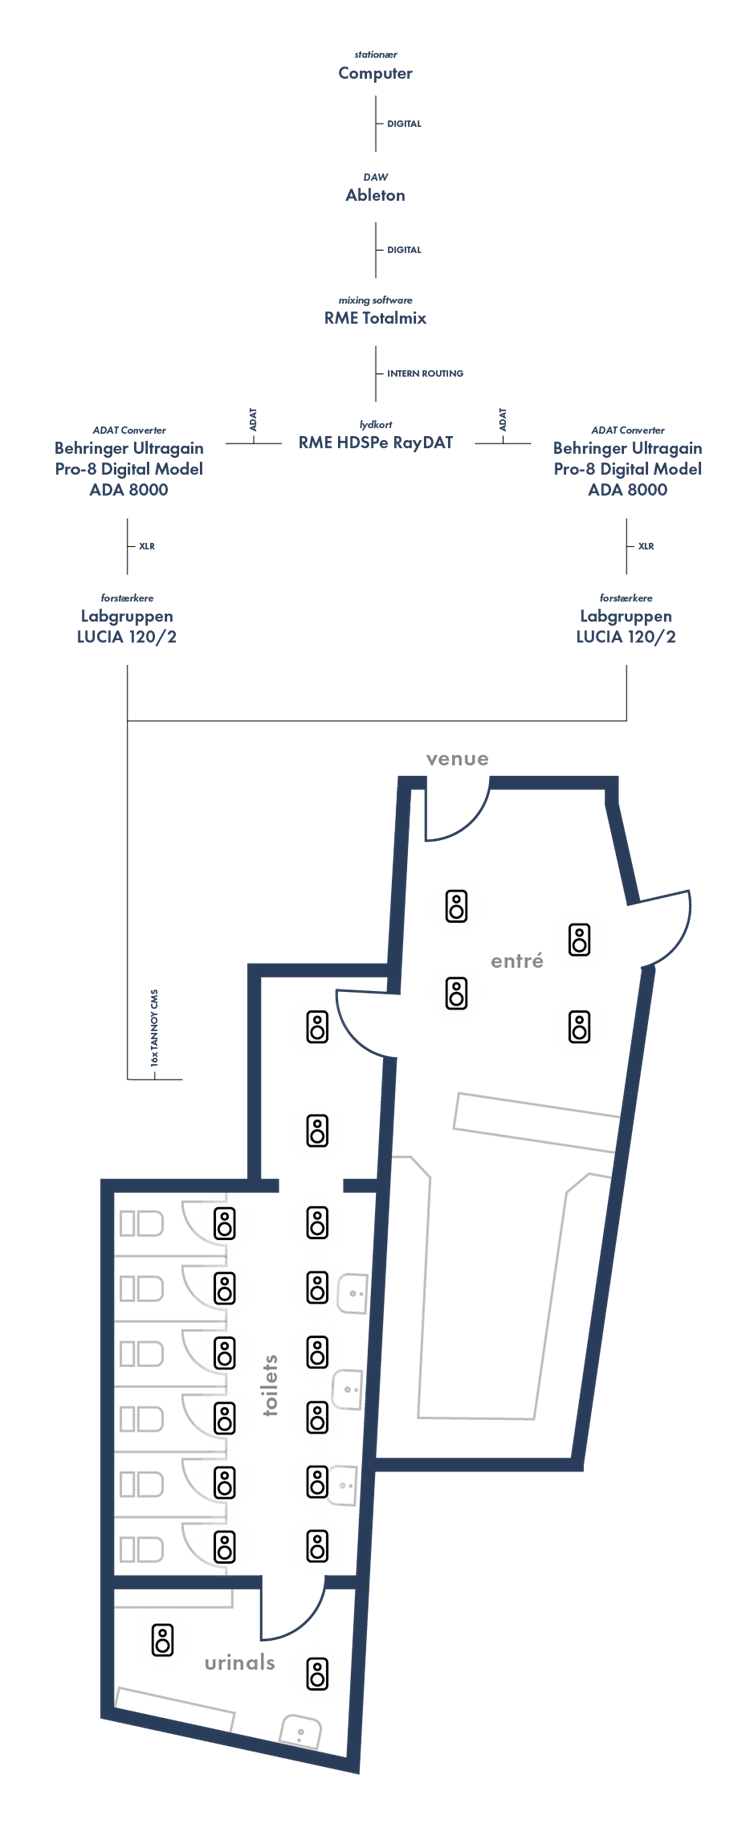 stationær
Computer
DIGITAL
DAW
Ableton
DIGITAL
mixing software
RME Totalmix
INTERN ROUTING
lydkort
RME HDSPe RayDAT
ADAT
ADAT
ADAT Converter
Behringer Ultragain
Pro-8 Digital Model
ADA 8000
ADAT Converter
Behringer Ultragain
Pro-8 Digital Model
ADA 8000
XLR
XLR
forstærkere
Labgruppen
LUCIA 120/2
forstærkere
Labgruppen
LUCIA 120/2
venue
entré
16x TANNOY CMS
toilets
urinals